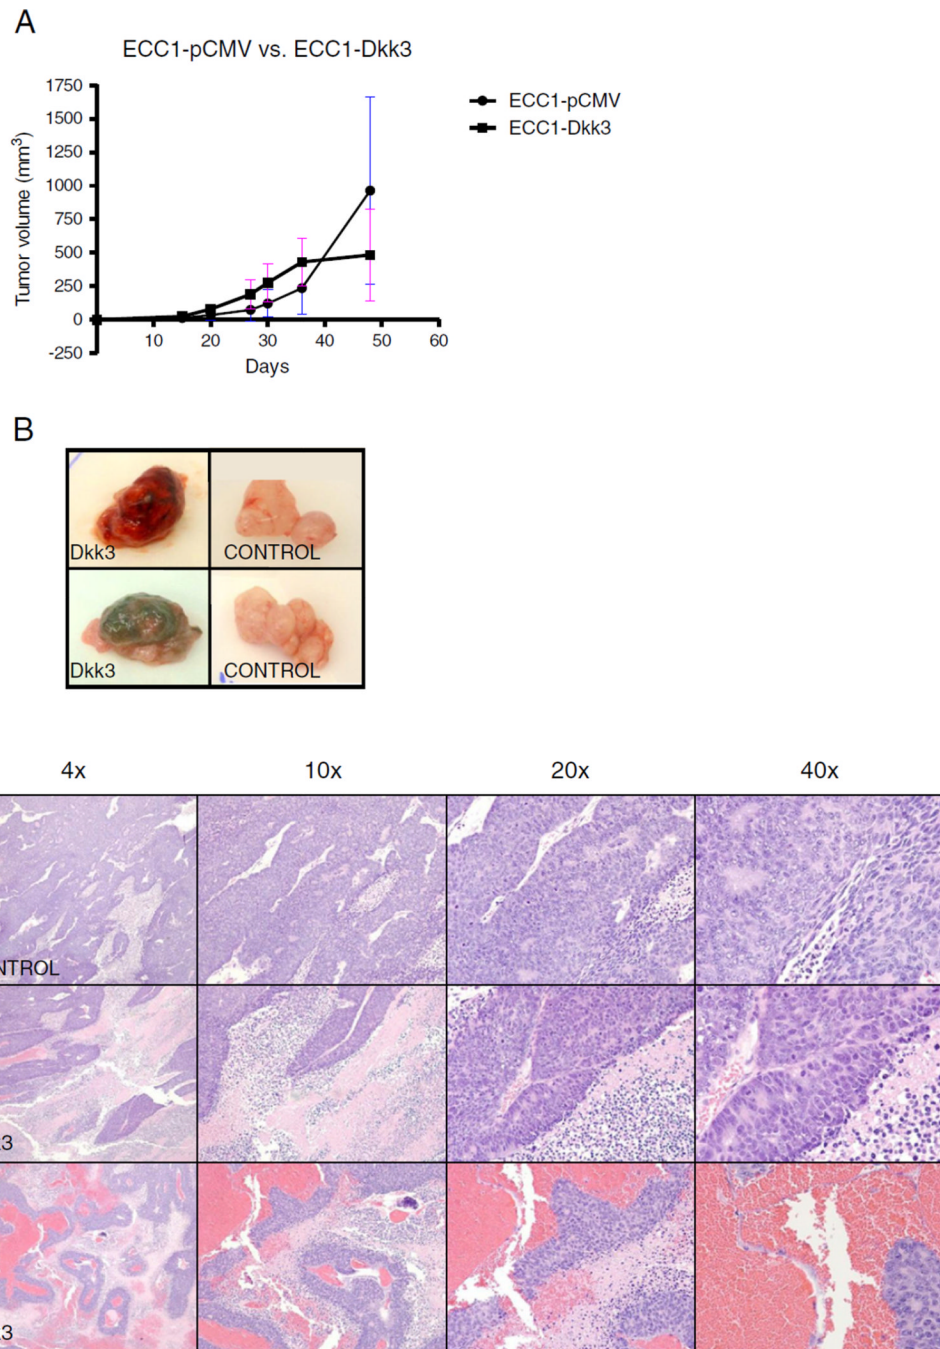 A
ECC1-pCMV vs. ECC1-Dkk3
1750
1500
1250
1000
750
500
250
0
-250
Tumor volume (mm³)
10
20
30
40
50
60
Days
ECC1-pCMV
ECC1-Dkk3
B
Dkk3
CONTROL
Dkk3
CONTROL
4x
10x
20x
40x
NTROL
3
3